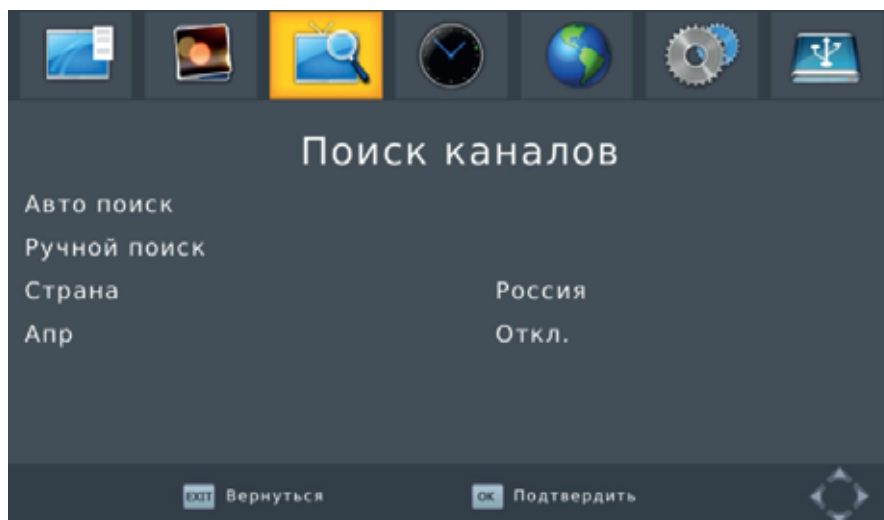 Поиск каналов
Авто поиск
Ручной поиск
Страна Россия
Апр Откл.
EXIT Вернуться OK Подтвердить